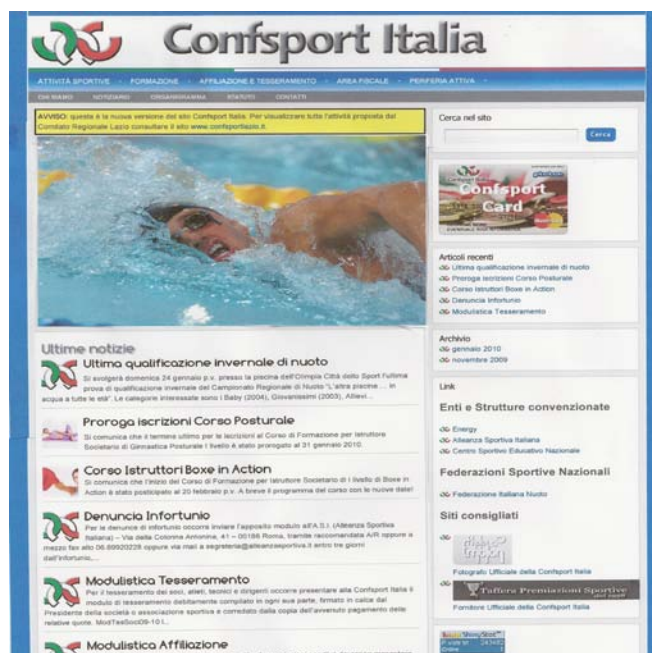 Confsport Italia
ATTIVITÀ SPORTIVE - FORMAZIONE - AFFILIAZIONE E TESSERAMENTO - AREA FISCALE - PERIFERIA ATTIVA -
CHI SIAMO NOTIZIARIO ORGANIGRAMMA STATUTO CONTATTI
AVVISO: questa è la nuova versione del sito Confsport Italia. Per visualizzare tutte l'attività proposta dal
Comitato Regionale Lazio consultare il sito www.confsportlazio.it
Ultime notizie
Ultima qualificazione invernale di nuoto
Si svolgerà domenica 24 gennaio p.v. presso la piscina dell'Olimpia Città dello Sport l'ultima
prova di qualificazione invernale del Campionato Regionale di Nuoto "L'altra piscina ... in
acqua a tutte le età". Le categorie interessate sono i Baby (2004), Giovanissimi (2003), Allievi...
Proroga iscrizioni Corso Posturale
Si comunica che il termine ultimo per le iscrizioni al Corso di Formazione per Istruttore
Societario di Ginnastica Posturale I livello è stato prorogato al 31 gennaio 2010.
Corso Istruttori Boxe in Action
Si comunica che l'inizio del Corso di Formazione per Istruttore Societario di I livello di Boxe in
Action è stato posticipato al 20 febbraio p.v. A breve il programma del corso con le nuove date!
Denuncia Infortunio
Per le denunce di infortunio occorre inviare l'apposito modulo all'A.S.I. (Alleanza Sportiva
Italiana) – Via della Colonna Antonina, 41 – 00186 Roma, tramite raccomandata A/R oppure a
mezzo fax allo 06.69920228 oppure via mail a segreteria@alleanzasportiva.it entro tre giorni
dall'infortunio,...
Modulistica Tesseramento
Per il tesseramento dei soci, atleti, tecnici e dirigenti occorre presentare alla Confsport Italia il
modulo di tesseramento debitamente compilato in ogni sua parte, firmato in calce dal
Presidente della società o associazione sportiva e corredato dalla copia dell'avvenuto pagamento delle
relative quote. ModTesSoci09-10 I...
Modulistica Affiliazione
Cerca nel sito
Cerca
Confsport Italia
Confsport
Card
Articoli recenti
Ultima qualificazione invernale di nuoto
Proroga iscrizioni Corso Posturale
Corso Istruttori Boxe in Action
Denuncia Infortunio
Modulistica Tesseramento
Archivio
gennaio 2010
novembre 2009
Link
Enti e Strutture convenzionate
Energy
Alleanza Sportiva Italiana
Centro Sportivo Educativo Nazionale
Federazioni Sportive Nazionali
Federazione Italiana Nuoto
Siti consigliati
Fotografo Ufficiale della Confsport Italia
Taffera Premiazioni Sportive
Fornitore Ufficiale della Confsport Italia